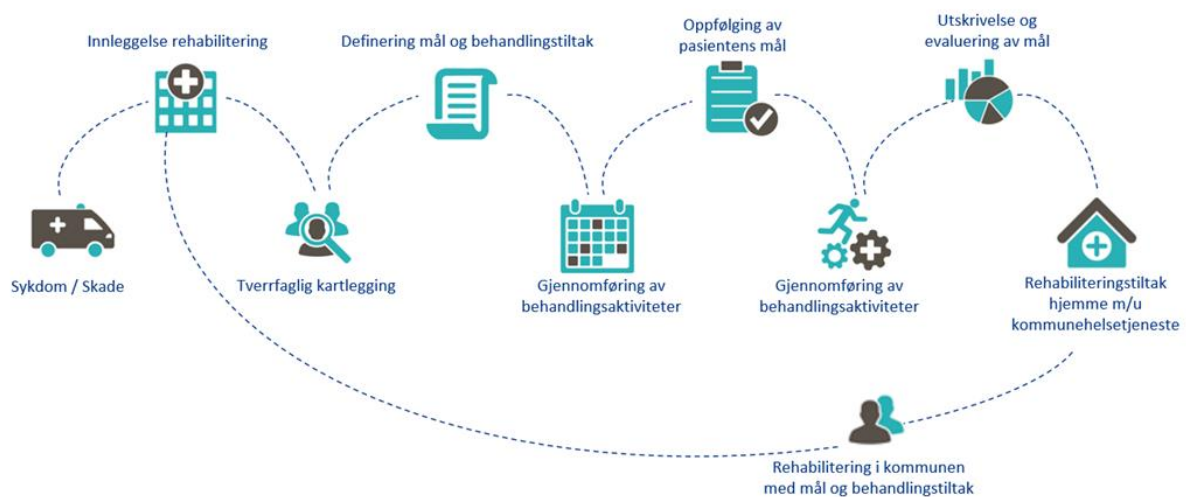 Innleggelse rehabilitering
Definering mål og behandlingstiltak
Oppfølging av
pasientens mål
Utskrivelse og
evaluering av mål
Sykdom / Skade
Tverrfaglig kartlegging
Gjennomføring av
behandlingsaktiviteter
Gjennomføring av
behandlingsaktiviteter
Rehabiliteringstiltak
hjemme m/u
kommunehelsetjeneste
Rehabilitering i kommunen
med mål og behandlingstiltak